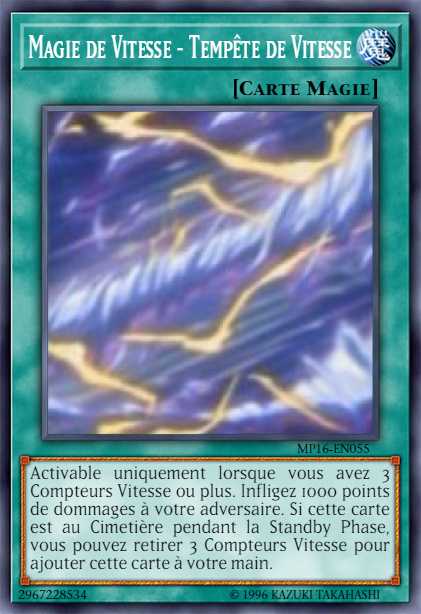 Magie de Vitesse - Tempête de Vitesse
魔
[Carte Magie]
MP16-EN055
Activable uniquement lorsque vous avez 3
Compteurs Vitesse ou plus. Infligez 1000 points
de dommages à votre adversaire. Si cette carte
est au Cimetière pendant la Standby Phase,
vous pouvez retirer 3 Compteurs Vitesse pour
ajouter cette carte à votre main.
2967228534
© 1996 KAZUKI TAKAHASHI